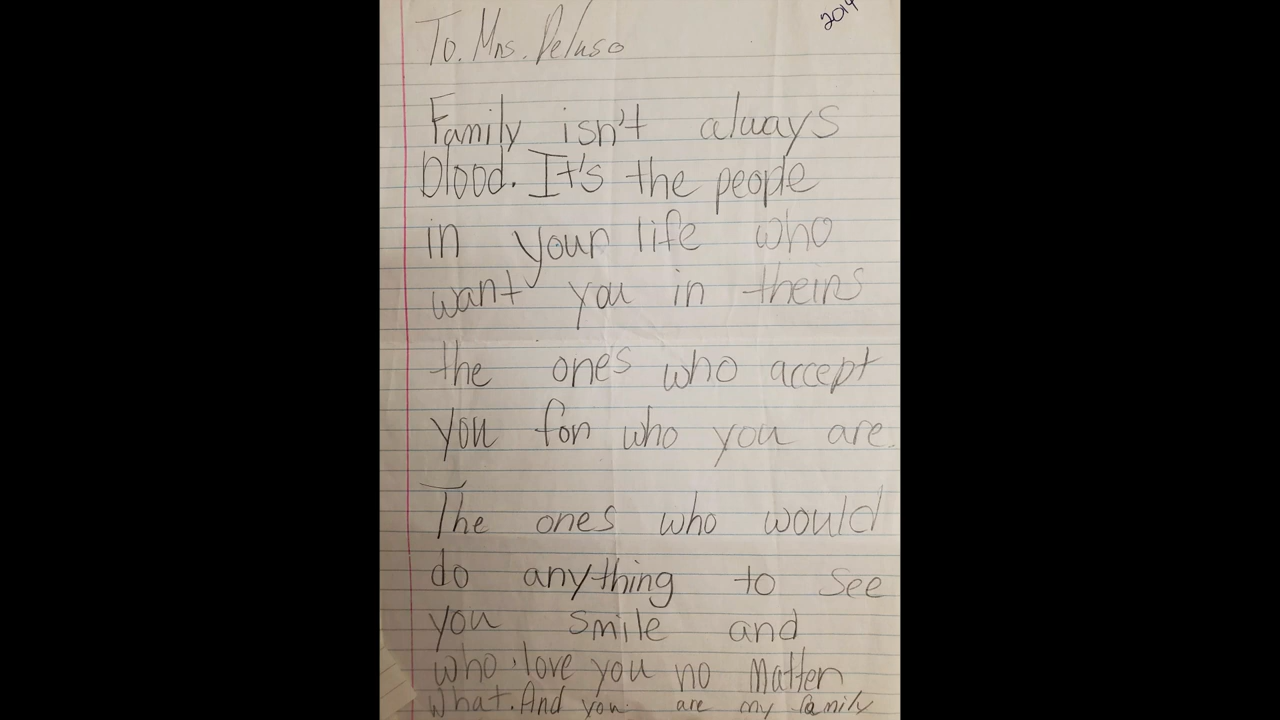 2014
To. Mrs. Peluso
Family isn't always
blood. It's the people
in your life who
want you in theirs
the ones who accept
you for who you are.
The ones who would
do anything to see
you smile and
who love you no Matter
what. And you are my family